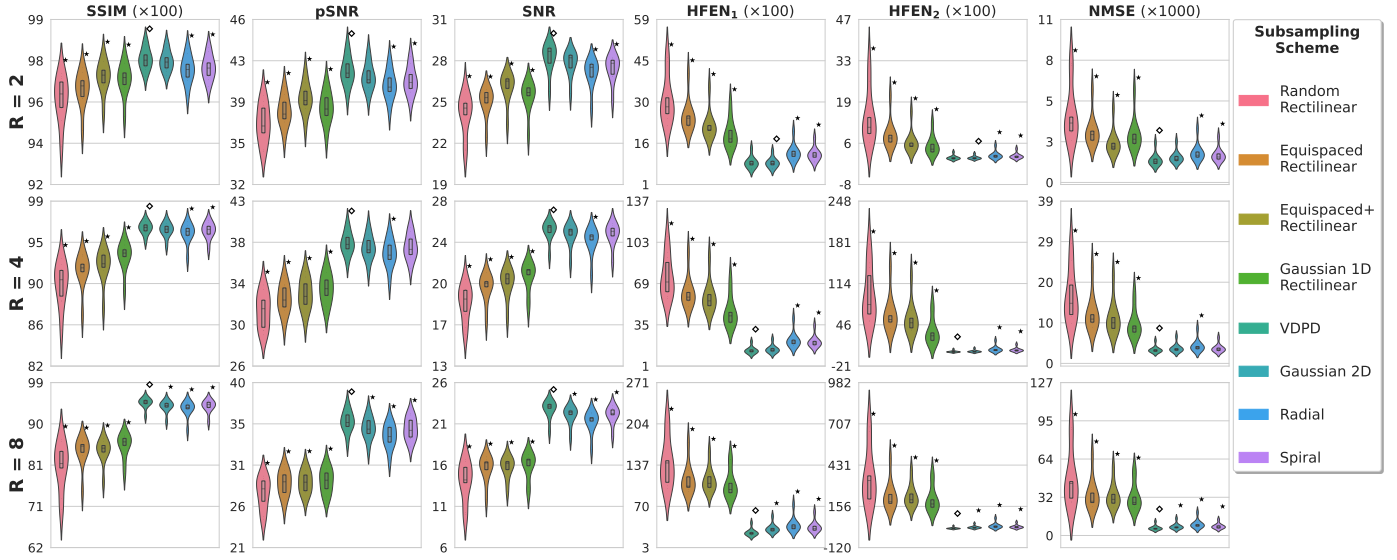 SSIM (×100) pSNR SNR HFEN₁ (×100) HFEN₂ (×100) NMSE (×1000)
R = 2
99 98 96 94 92
46 43 39 35 32
31 28 25 22 19
59 45 30 16 1
47 33 19 6 -8
11 8 5 3 0
R = 4
99 95 90 86 82
43 38 34 30 26
28 24 20 17 13
137 103 69 35 1
248 181 114 46 -21
39 29 20 10 0
R = 8
99 90 81 71 62
40 35 31 26 21
26 21 16 11 6
271 204 137 70 3
982 707 431 156 -120
127 95 64 32 0
Subsampling
Scheme
Random
Rectilinear
Equispaced
Rectilinear
Equispaced+
Rectilinear
Gaussian 1D
Rectilinear
VDPD
Gaussian 2D
Radial
Spiral